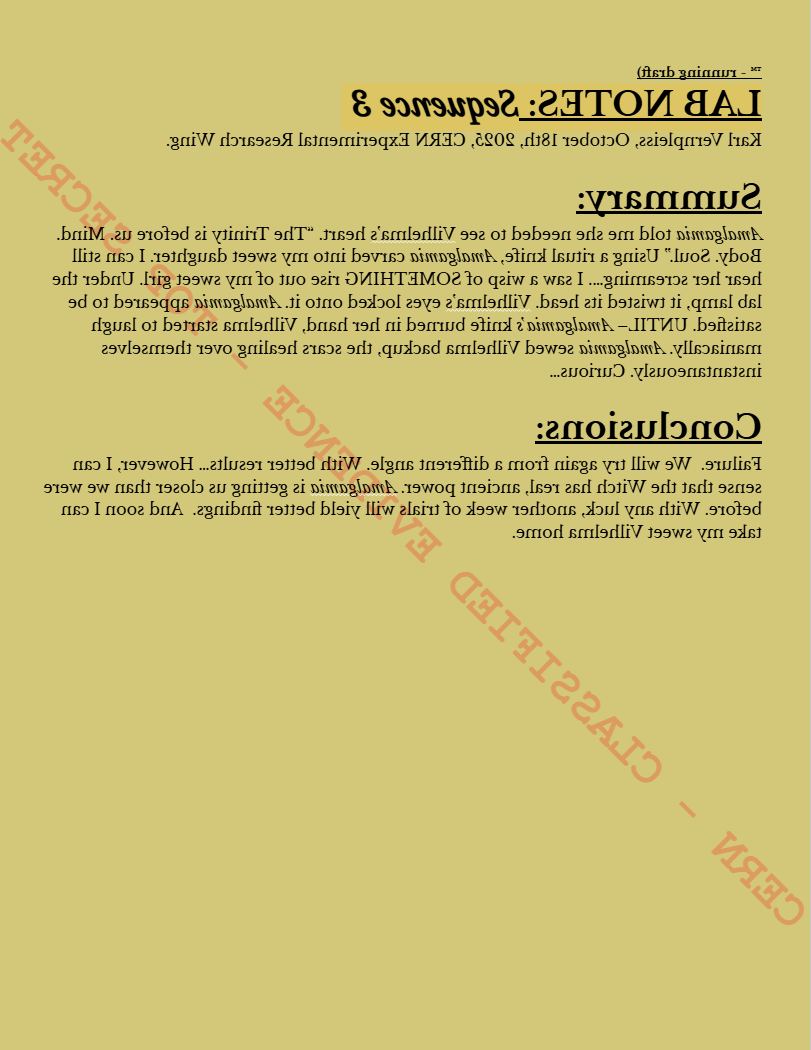 ™ - running draft)
LAB NOTES: Sequence 3
Karl Vernpleiss, October 18th, 2025, CERN Experimental Research Wing.
Summary:
Amalgamia told me she needed to see Vilhelma's heart. “The Trinity is before us. Mind.
Body. Soul.” Using a ritual knife, Amalgamia carved into my sweet daughter. I can still
hear her screaming.... I saw a wisp of SOMETHING rise out of my sweet girl. Under the
lab lamp, it twisted its head. Vilhelma's eyes locked onto it. Amalgamia appeared to be
satisfied. UNTIL– Amalgamia's knife burned in her hand, Vilhelma started to laugh
maniacally. Amalgamia sewed Vilhelma backup, the scars healing over themselves
instantaneously. Curious...
Conclusions:
Failure. We will try again from a different angle. With better results... However, I can
sense that the Witch has real, ancient power. Amalgamia is getting us closer than we were
before. With any luck, another week of trials will yield better findings. And soon I can
take my sweet Vilhelma home.
CERN – CLASSIFIED EVIDENCE – TOP SECRET